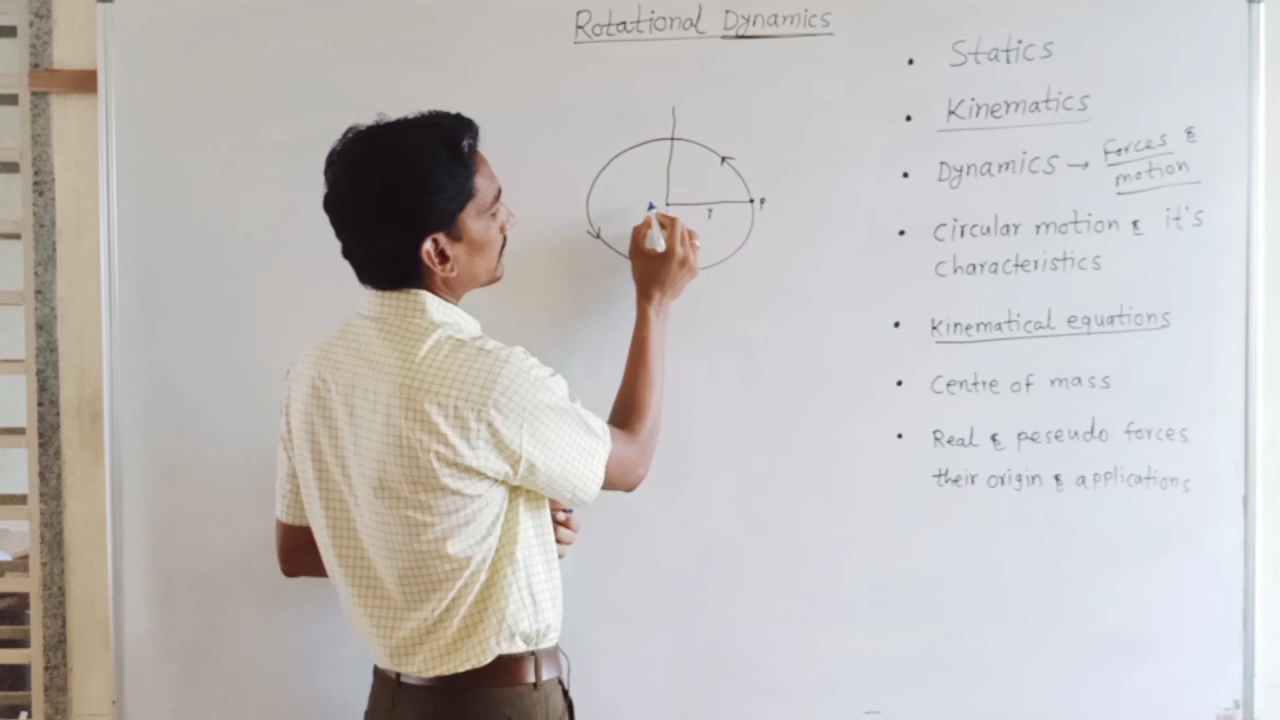 Rotational Dynamics
r
P
• Statics
• Kinematics
• Dynamics → Forces &
motion
• Circular motion & it's
characteristics
• Kinematical equations
• Centre of mass
• Real & peseudo forces
their origin & applications